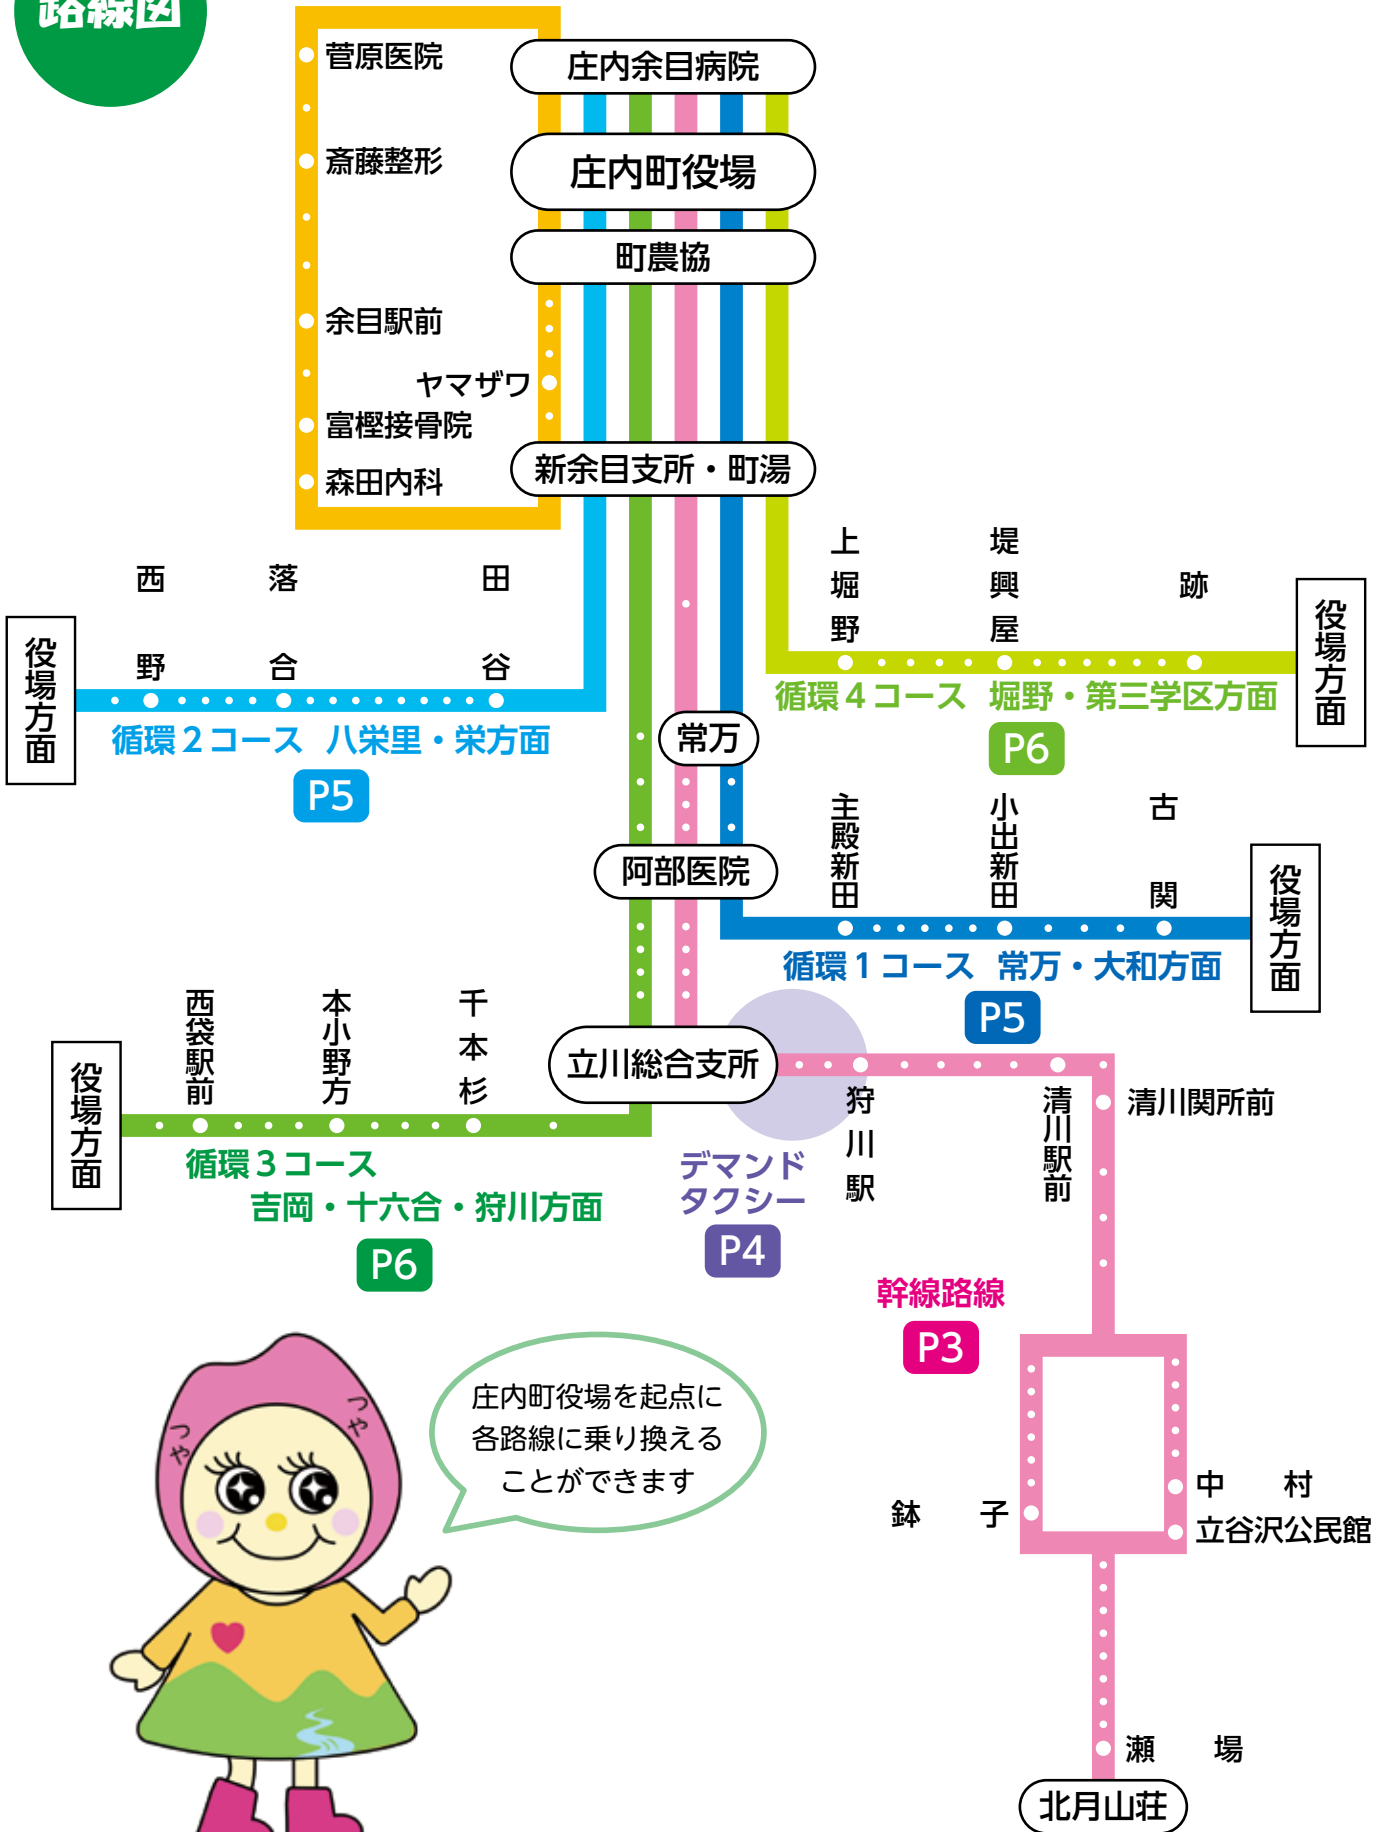 路線図
菅原医院
斎藤整形
余目駅前
ヤマザワ
富樫接骨院
森田内科
庄内余目病院
庄内町役場
町農協
新余目支所・町湯
西野
落合
田谷
役場方面
循環2コース 八栄里・栄方面
P5
上堀野
堤興屋
跡
役場方面
循環4コース 堀野・第三学区方面
P6
常万
阿部医院
主殿新田
小出新田
古関
役場方面
循環1コース 常万・大和方面
P5
西袋駅前
本小野方
千本杉
立川総合支所
役場方面
循環3コース
吉岡・十六合・狩川方面
P6
デマンド
タクシー
P4
狩川駅
清川駅前
清川関所前
幹線路線
P3
中村
立谷沢公民館
鉢子
瀬場
北月山荘
庄内町役場を起点に
各路線に乗り換える
ことができます
つや
つや